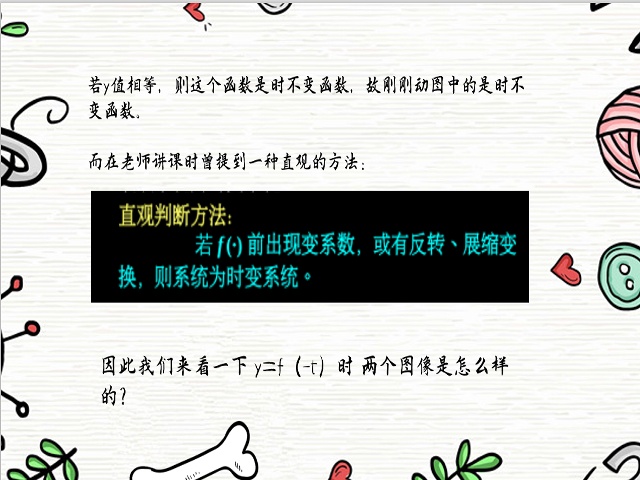 若y值相等，则这个函数是时不变函数，故刚刚动图中的是时不
变函数。
而在老师讲课时曾提到一种直观的方法：
直观判断方法：
若 f(·) 前出现变系数，或有反转、展缩变
换，则系统为时变系统。
因此我们来看一下y=f（-t）时 两个图像是怎么样
的？